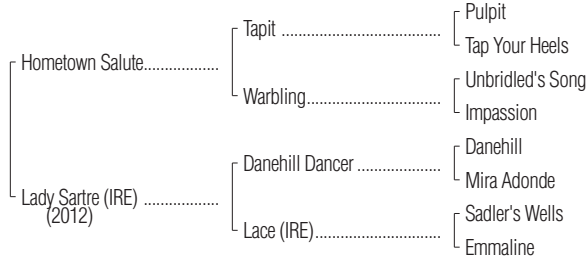 Pulpit
Tapit ........................................
Tap Your Heels
Hometown Salute...................
Unbridled's Song
Warbling..................................
Impassion
Danehill
Danehill Dancer .....................
Mira Adonde
Lady Sartre (IRE) ...................
(2012)
Sadler's Wells
Lace (IRE)................................
Emmaline